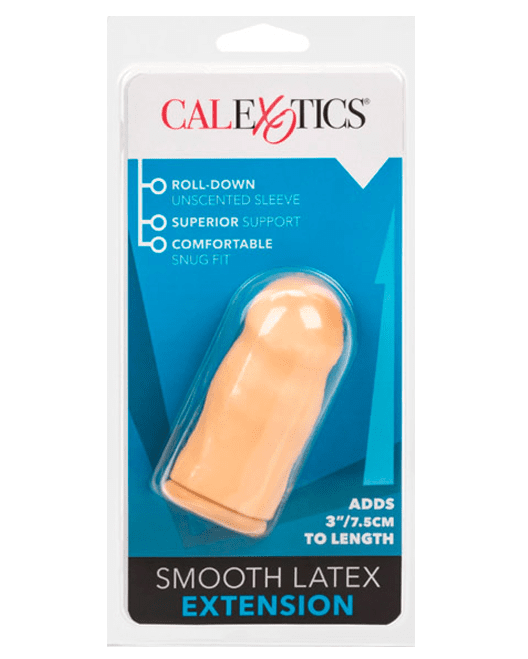 CALEXOTICS®
ROLL-DOWN
UNSCENTED SLEEVE
SUPERIOR SUPPORT
COMFORTABLE
SNUG FIT
ADDS
3"/7.5CM
TO LENGTH
SMOOTH LATEX
EXTENSION